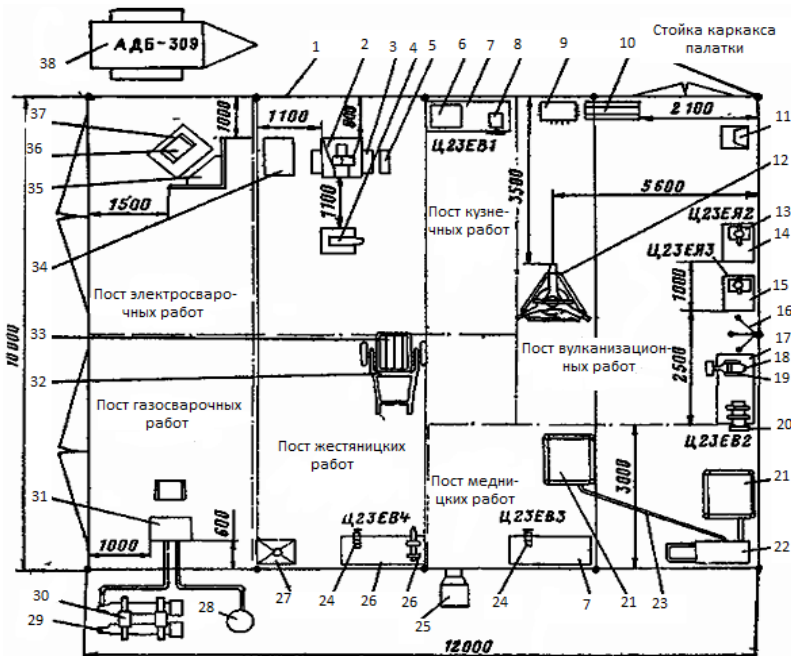 АДБ-309
38
1
2
3
4
5
6
7
8
9
10
Стойка каркаса
палатки
37
36
35
1000
1100
800
2100
11
Ц23ЕВ1
3500
12
5600
1500
1100
Пост кузне-
чных работ
Ц23ЕЯ2
13
14
Ц23ЕЯ3
34
1000
15
Пост электросваро-
чных работ
16
33
10000
Пост вулканизацион-
ных работ
17
32
2500
18
19
Пост газосварочных
работ
20
Ц23ЕВ2
Пост жестяницких
работ
Пост медни-
цких работ
21
31
3000
Ц23ЕВ4
Ц23ЕВ3
600
1000
22
30
29
28
27
24
26
26
25
24
7
21
23
12000